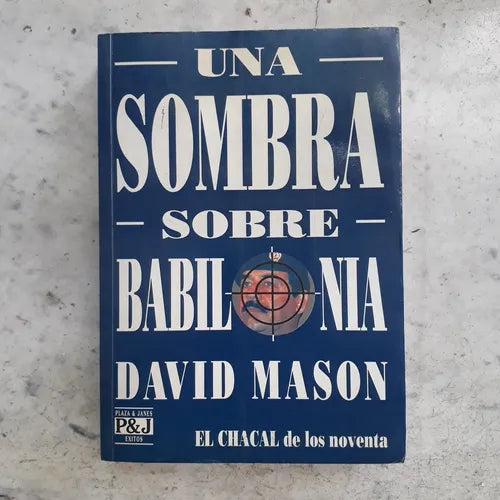 UNA
SOMBRA
SOBRE
BABILONIA
DAVID MASON
PLAZA & JANES
P&J
EXITOS
EL CHACAL de los noventa